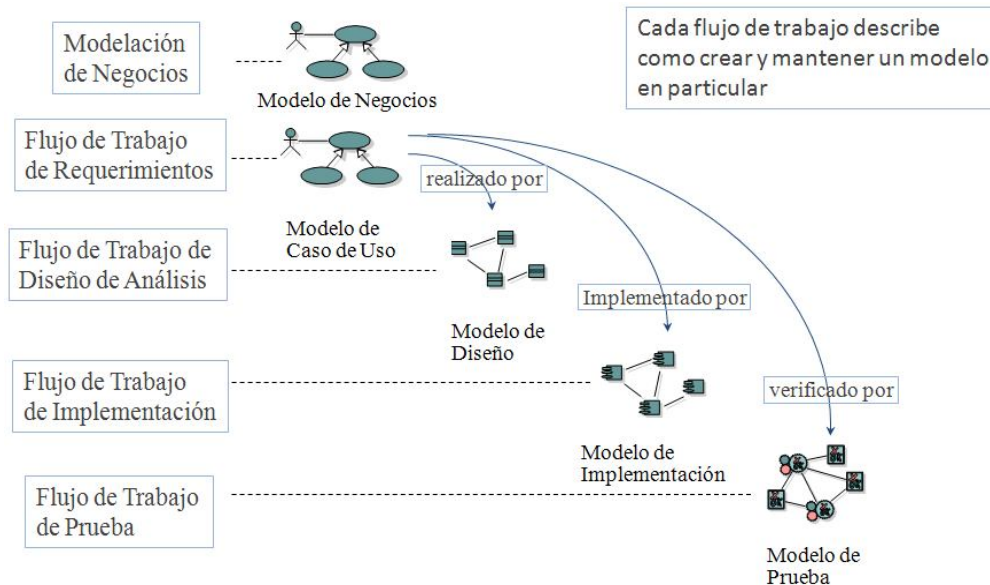 Modelación
de Negocios
Modelo de Negocios
Cada flujo de trabajo describe
como crear y mantener un modelo
en particular
Flujo de Trabajo
de Requerimientos
realizado por
Modelo de
Caso de Uso
Flujo de Trabajo de
Diseño de Análisis
Implementado por
Modelo de
Diseño
Flujo de Trabajo
de Implementación
verificado por
Modelo de
Implementación
Flujo de Trabajo
de Prueba
Modelo de
Prueba